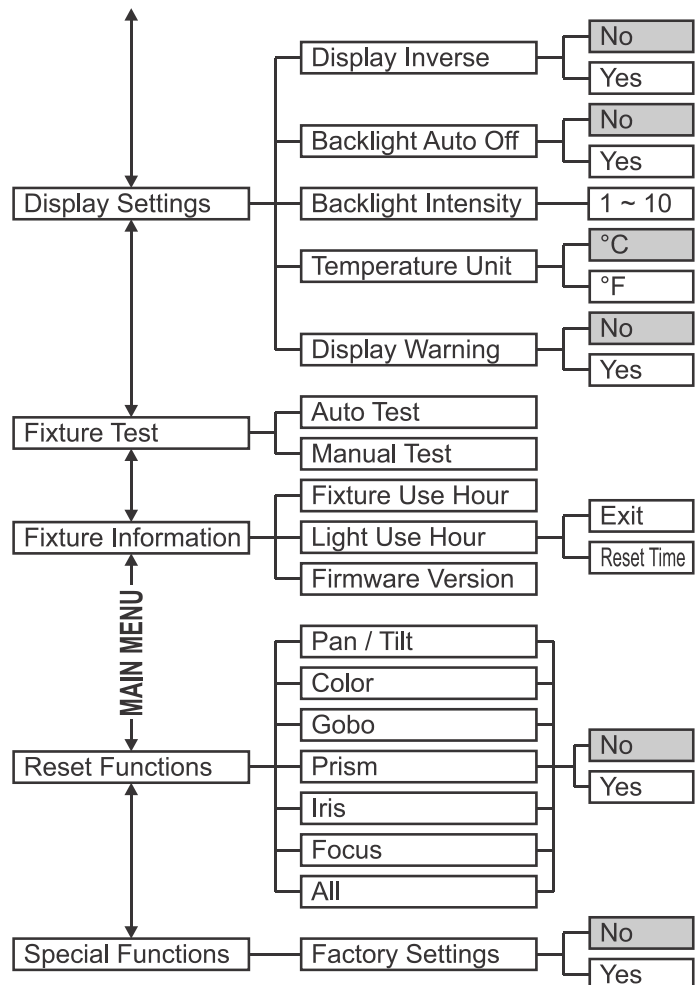 No
Display Inverse
Yes
No
Backlight Auto Off
Yes
Display Settings
Backlight Intensity
1 ~ 10
°C
Temperature Unit
°F
No
Display Warning
Yes
Auto Test
Fixture Test
Manual Test
Fixture Use Hour
Exit
Fixture Information
Light Use Hour
Reset Time
Firmware Version
MAIN MENU
Pan / Tilt
Color
Gobo
No
Reset Functions
Prism
Yes
Iris
Focus
All
No
Special Functions
Factory Settings
Yes